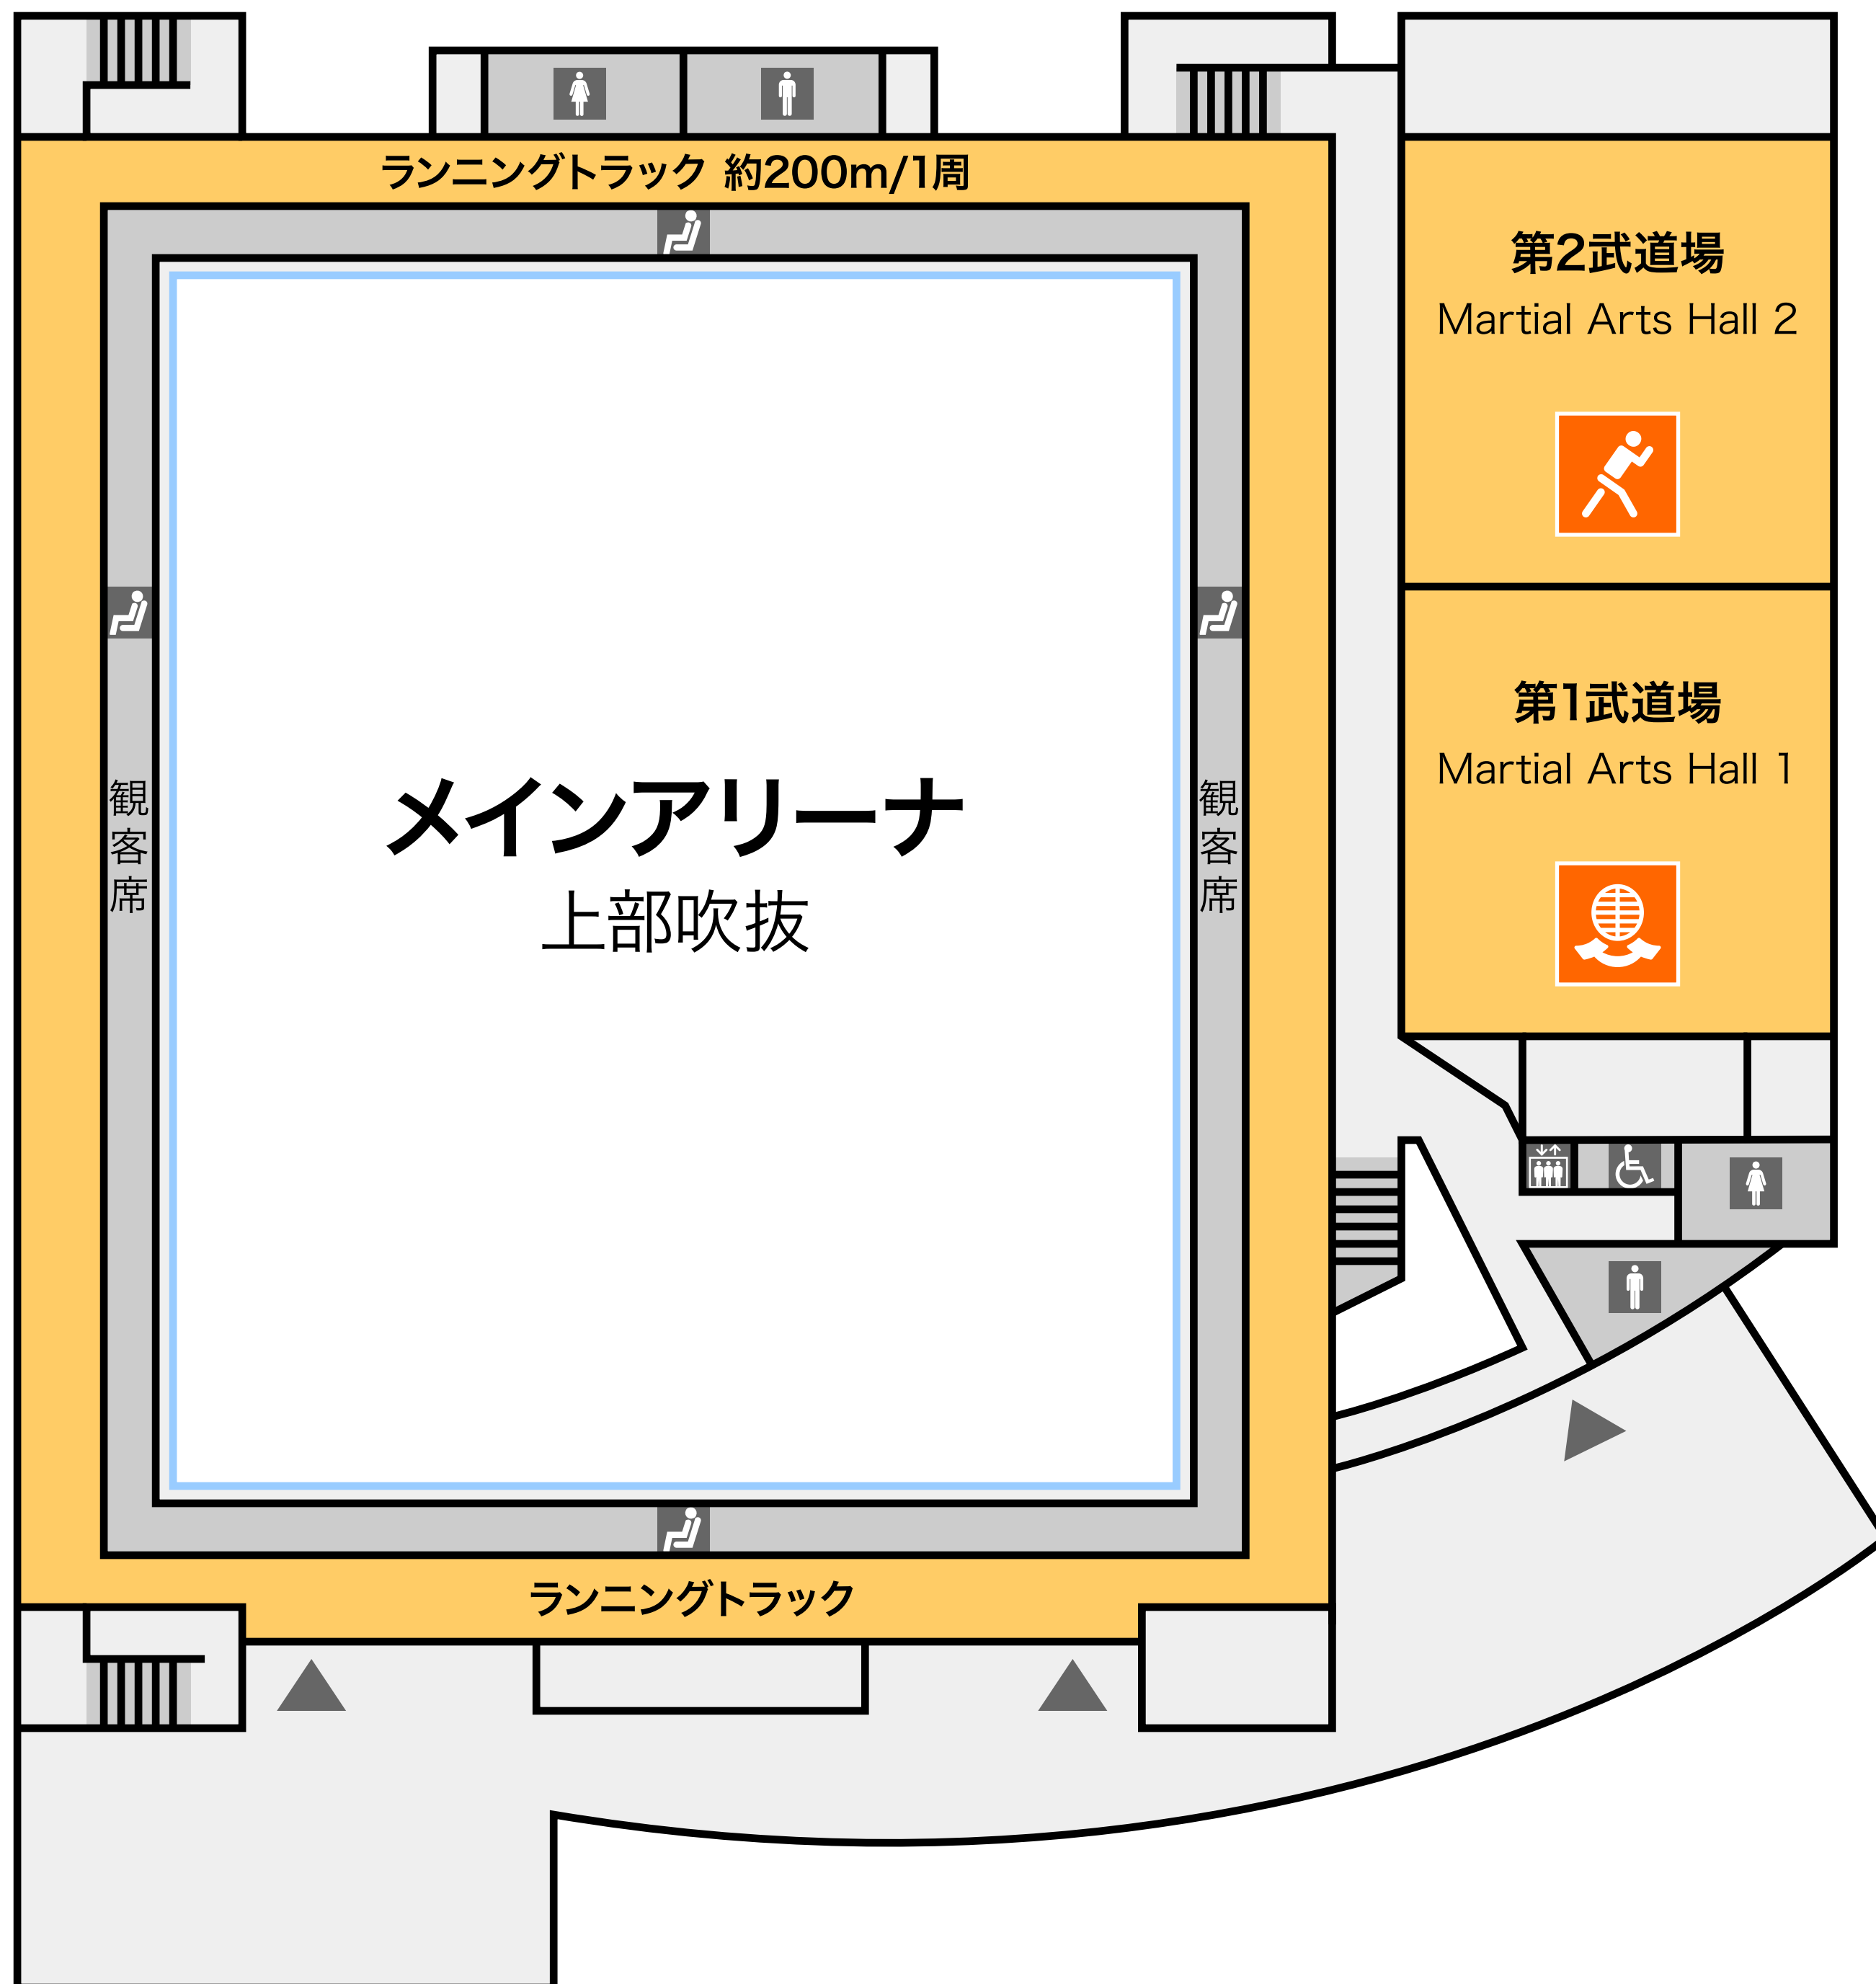 ランニングトラック約200m/1周
第2武道場
Martial Arts Hall 2
第1武道場
Martial Arts Hall 1
観客席
メインアリーナ
上部吹抜
観客席
ランニングトラック